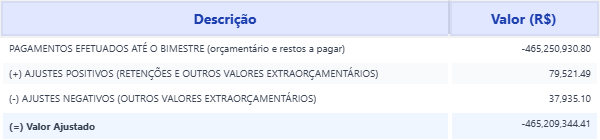 Descrição Valor (R$)
PAGAMENTOS EFETUADOS ATÉ O BIMESTRE (orçamentário e restos a pagar) -465,250,930.80
(+) AJUSTES POSITIVOS (RETENÇÕES E OUTROS VALORES EXTRAORÇAMENTÁRIOS) 79,521.49
(-) AJUSTES NEGATIVOS (OUTROS VALORES EXTRAORÇAMENTÁRIOS) 37,935.10
(=) Valor Ajustado -465,209,344.41